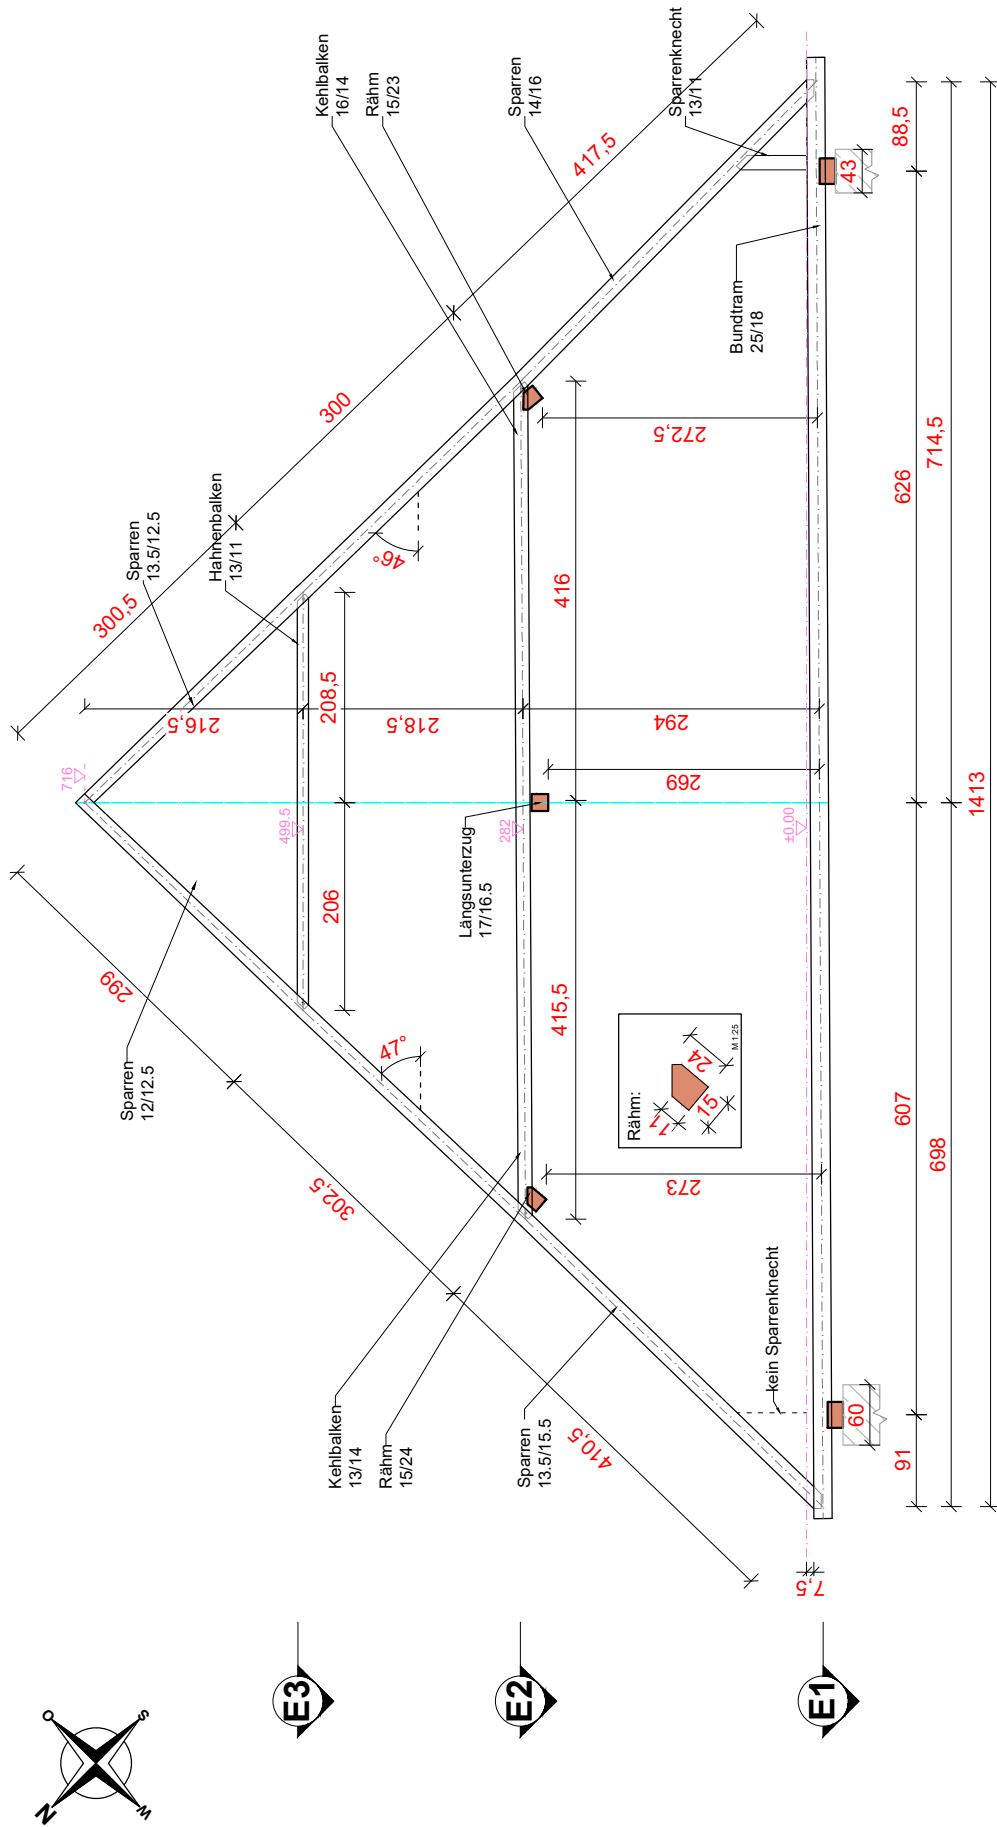 Kehlbalken
16/14
Rähm
15/23
Sparren
14/16
Sparrenknecht
13/11
417,5
300
300,5
Sparren
13.5/12.5
Hahnenbalken
13/11
46°
Bundtram
25/18
43
88,5
272,5
626
714,5
416
208,5
216,5
218,5
294
269
716
499.5
282
±0,00
1413
Längsunterzug
17/16.5
206
299
Sparren
12/12.5
47°
415,5
Rähm:
11
15
24
M 1:25
273
607
698
302,5
Kehlbalken
13/14
Rähm
15/24
Sparren
13.5/15.5
kein Sparrenknecht
410,5
60
91
7,5
E3
E2
E1
N
O
S
W